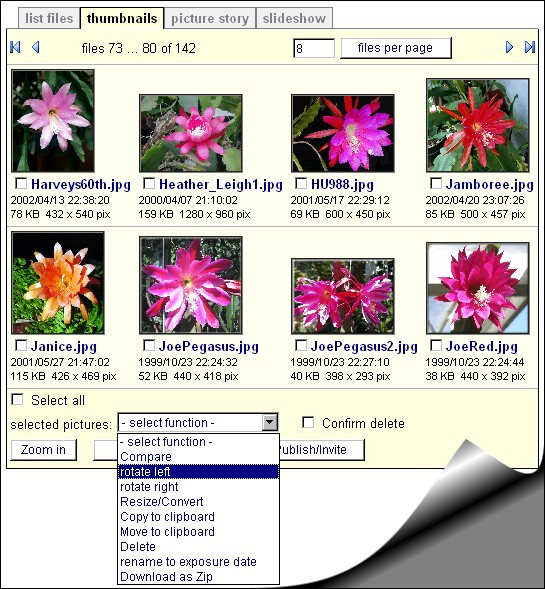 list files thumbnails picture story slideshow
files 73 ... 80 of 142 8 files per page
Harveys60th.jpg Heather_Leigh1.jpg HU988.jpg Jamboree.jpg
2002/04/13 22:38:20 2000/04/07 21:10:02 2001/05/17 22:29:12 2002/04/20 23:07:26
78 KB 432 x 540 pix 159 KB 1280 x 960 pix 69 KB 600 x 450 pix 85 KB 500 x 457 pix
Janice.jpg JoePegasus.jpg JoePegasus2.jpg JoeRed.jpg
2001/05/27 21:47:02 1999/10/23 22:24:32 1999/10/23 22:27:10 1999/10/23 22:24:44
115 KB 426 x 469 pix 52 KB 440 x 418 pix 40 KB 398 x 293 pix 38 KB 440 x 392 pix
Select all
selected pictures: - select function - Confirm delete
Zoom in Publish/Invite
- select function -
Compare
rotate left
rotate right
Resize/Convert
Copy to clipboard
Move to clipboard
Delete
rename to exposure date
Download as Zip